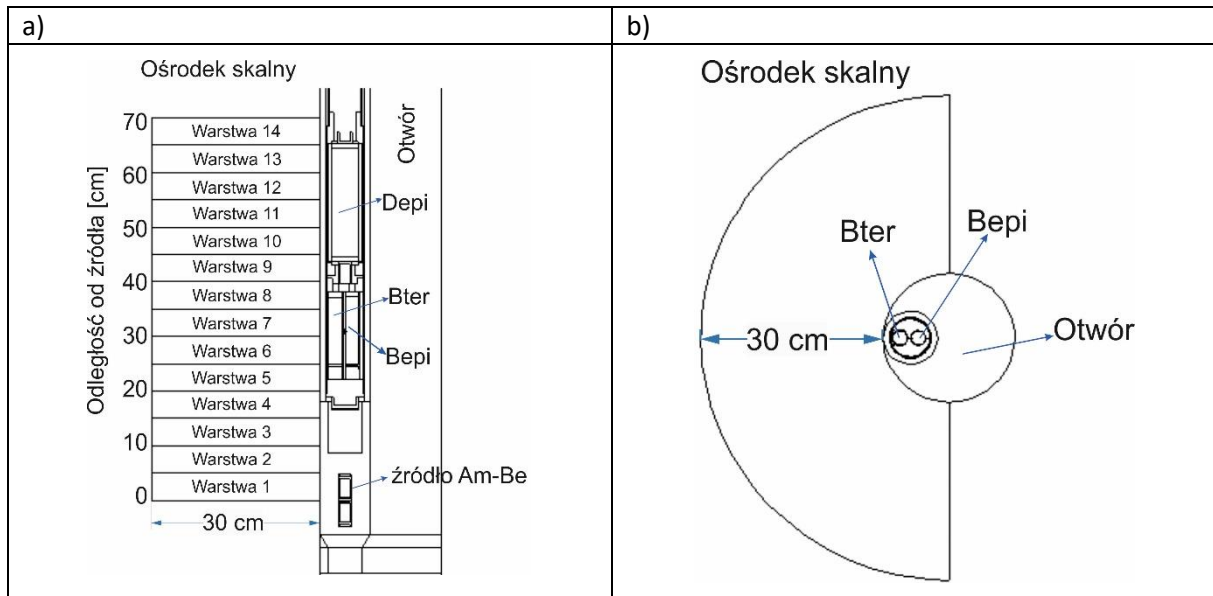 a)
b)
Ośrodek skalny
Odległość od źródła [cm]
70
60
50
40
30
20
10
0
Warstwa 14
Warstwa 13
Warstwa 12
Warstwa 11
Warstwa 10
Warstwa 9
Warstwa 8
Warstwa 7
Warstwa 6
Warstwa 5
Warstwa 4
Warstwa 3
Warstwa 2
Warstwa 1
30 cm
Otwór
Depi
Bter
Bepi
źródło Am-Be
Ośrodek skalny
Bter
Bepi
30 cm
Otwór